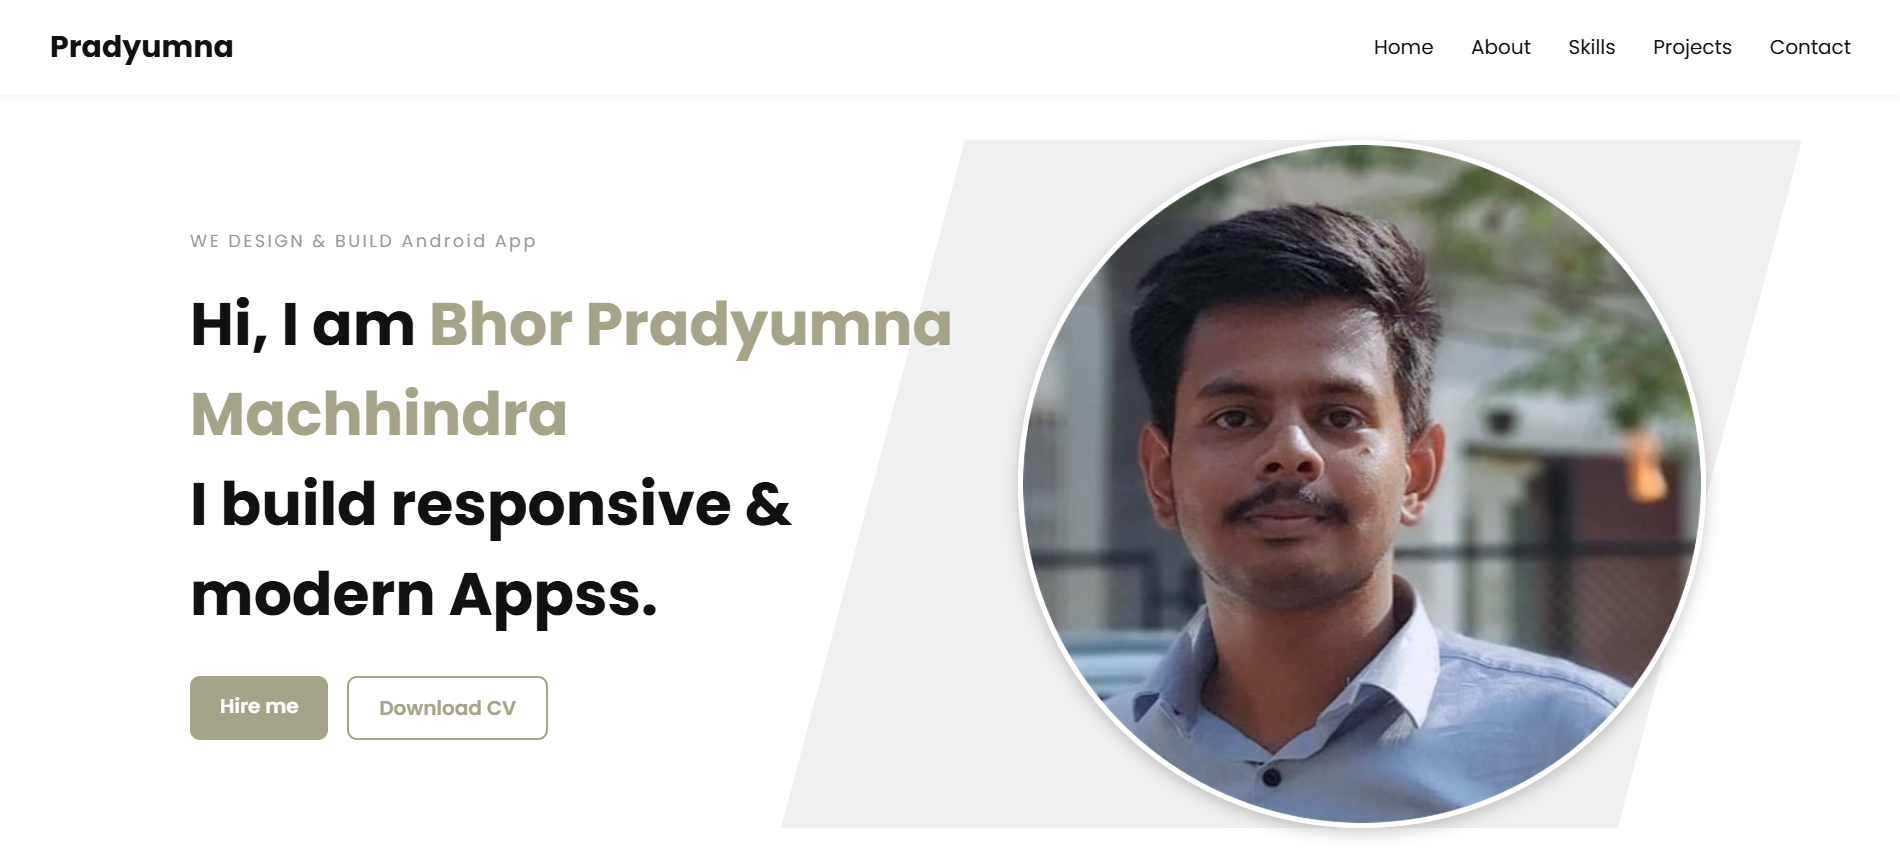 Pradyumna
Home About Skills Projects Contact
WE DESIGN & BUILD Android App
Hi, I am Bhor Pradyumna
Machhindra
I build responsive &
modern Appss.
Hire me Download CV